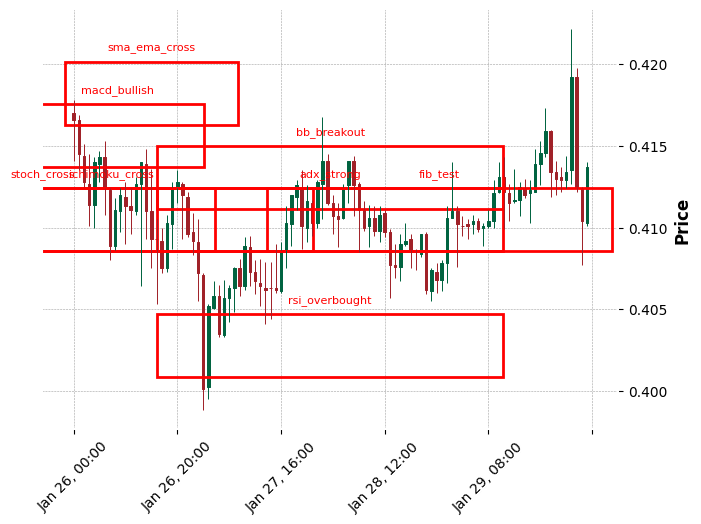 sma_ema_cross
macd_bullish
bb_breakout
stoch_cross
ichimoku_cross
adx_strong
fib_test
rsi_overbought
0.420
0.415
0.410
0.405
0.400
Price
Jan 26, 00:00
Jan 26, 20:00
Jan 27, 16:00
Jan 28, 12:00
Jan 29, 08:00